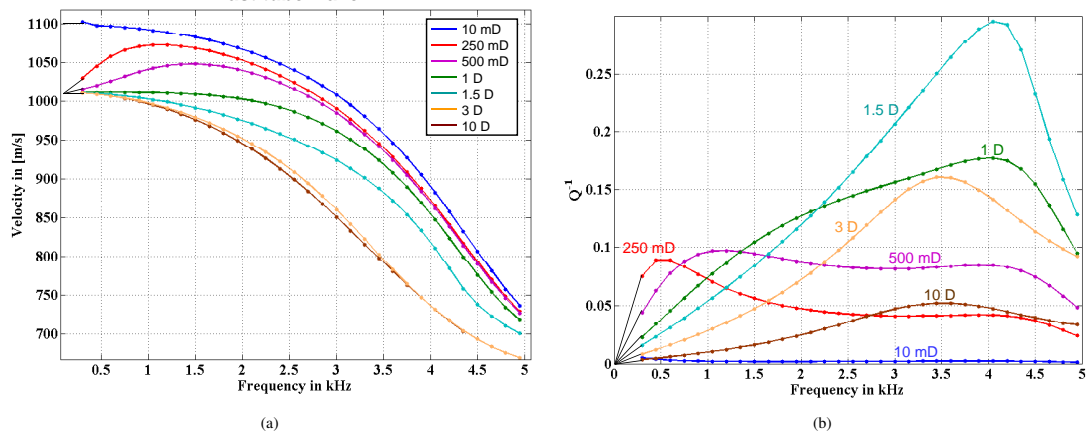 1100
1050
1000
950
900
850
800
750
700
Velocity in [m/s]
0.5 1 1.5 2 2.5 3 3.5 4 4.5 5
Frequency in kHz
10 mD
250 mD
500 mD
1 D
1.5 D
3 D
10 D
(a)
0.25
0.2
0.15
0.1
0.05
0
Q⁻¹
1.5 D
1 D
3 D
250 mD
500 mD
10 D
10 mD
0 0.5 1 1.5 2 2.5 3 3.5 4 4.5 5
Frequency in kHz
(b)